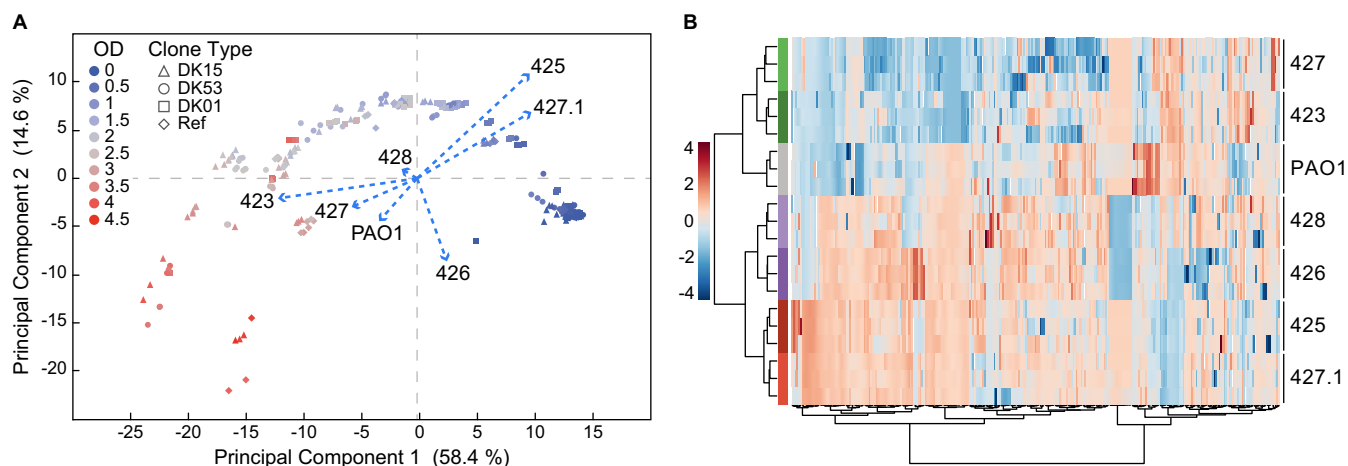 A
OD
0
0.5
1
1.5
2
2.5
3
3.5
4
4.5
Clone Type
DK15
DK53
DK01
Ref
Principal Component 2 (14.6 %)
10
5
0
-5
-10
-15
-20
425
427.1
428
423
427
PAO1
426
-25 -20 -15 -10 -5 0 5 10 15
Principal Component 1 (58.4 %)
B
4
2
0
-2
-4
427
423
PAO1
428
426
425
427.1